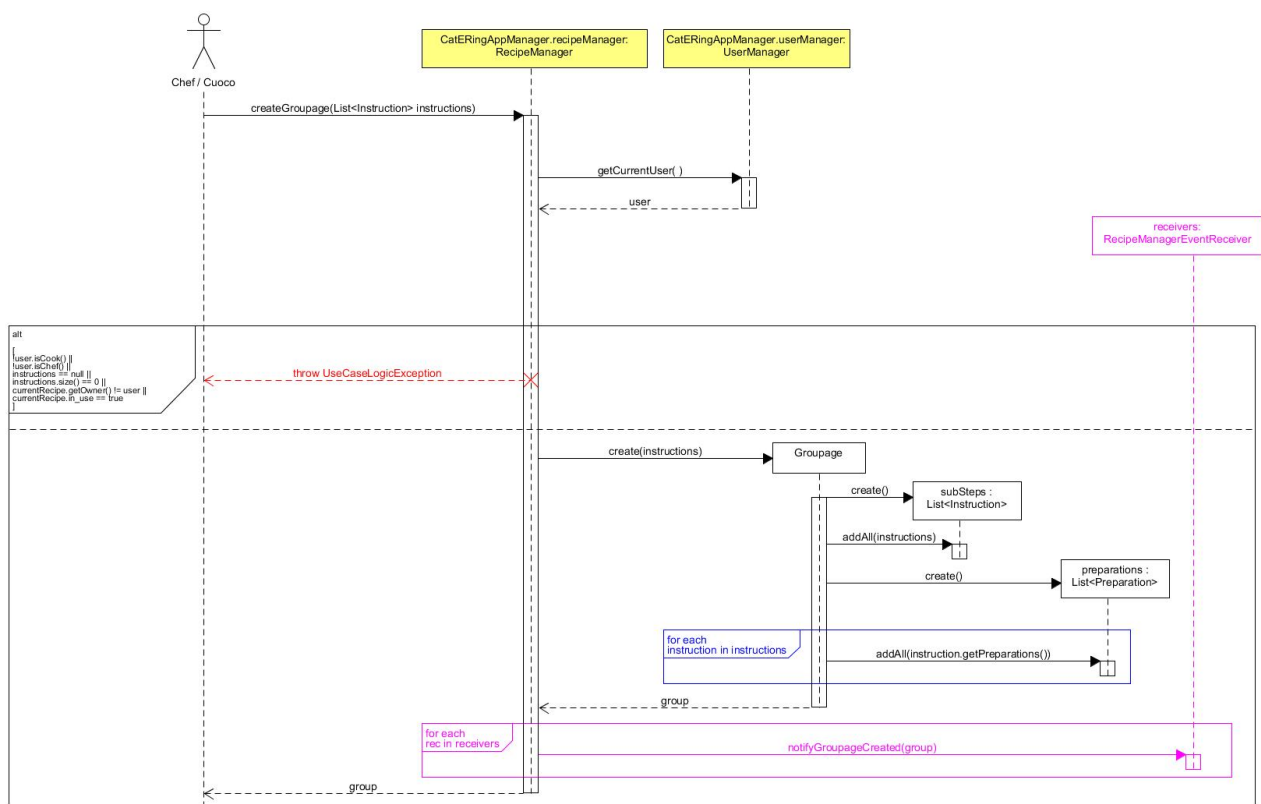 CatERingAppManager.recipeManager:
RecipeManager
CatERingAppManager.userManager:
UserManager
Chef / Cuoco
createGroupage(List<Instruction> instructions)
getCurrentUser( )
user
receivers:
RecipeManagerEventReceiver
alt
[
!user.isCook() ||
!user.isChef() ||
instructions == null ||
instructions.size() == 0 ||
currentRecipe.getOwner() != user ||
currentRecipe.in_use == true
]
throw UseCaseLogicException
create(instructions)
Groupage
create()
subSteps :
List<Instruction>
addAll(instructions)
create()
preparations :
List<Preparation>
for each
instruction in instructions
addAll(instruction.getPreparations())
group
for each
rec in receivers
notifyGroupageCreated(group)
group